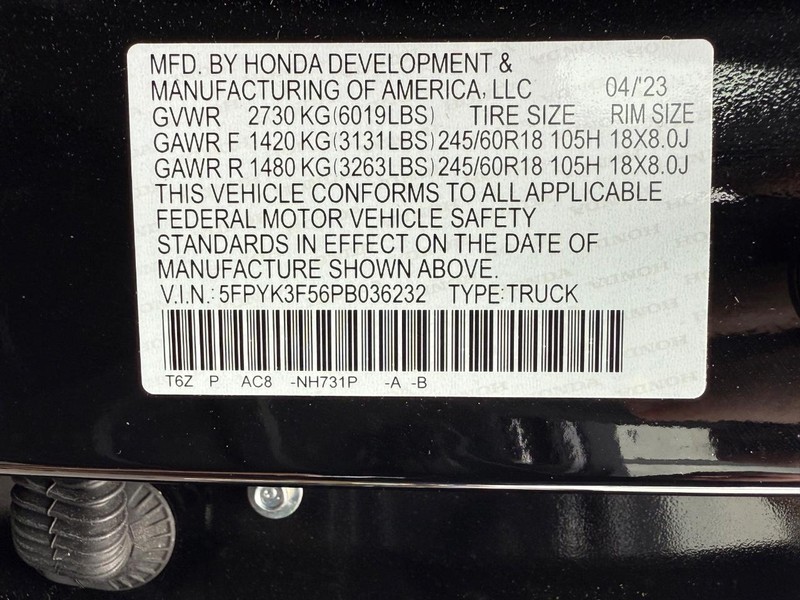 MFD. BY HONDA DEVELOPMENT &
MANUFACTURING OF AMERICA, LLC 04/'23
GVWR 2730 KG(6019LBS) TIRE SIZE RIM SIZE
GAWR F 1420 KG(3131LBS) 245/60R18 105H 18X8.0J
GAWR R 1480 KG(3263LBS) 245/60R18 105H 18X8.0J
THIS VEHICLE CONFORMS TO ALL APPLICABLE
FEDERAL MOTOR VEHICLE SAFETY
STANDARDS IN EFFECT ON THE DATE OF
MANUFACTURE SHOWN ABOVE.
V.I.N.: 5FPYK3F56PB036232 TYPE:TRUCK
T6Z P AC8 -NH731P -A -B